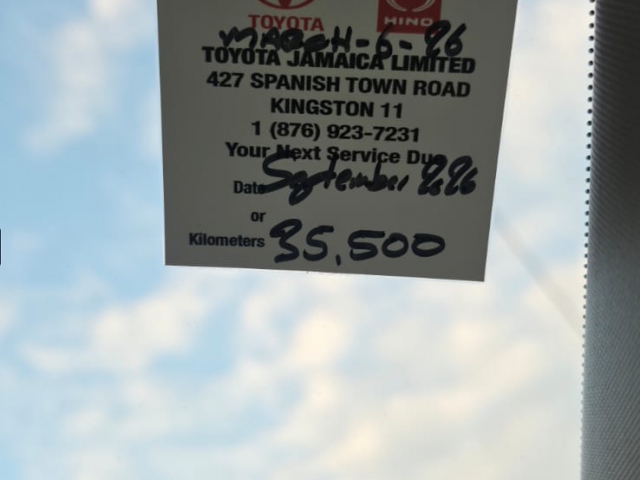 TOYOTA HINO
MARCH-6-26
TOYOTA JAMAICA LIMITED
427 SPANISH TOWN ROAD
KINGSTON 11
1 (876) 923-7231
Your Next Service Due
Date September 2026
or
Kilometers 35,500